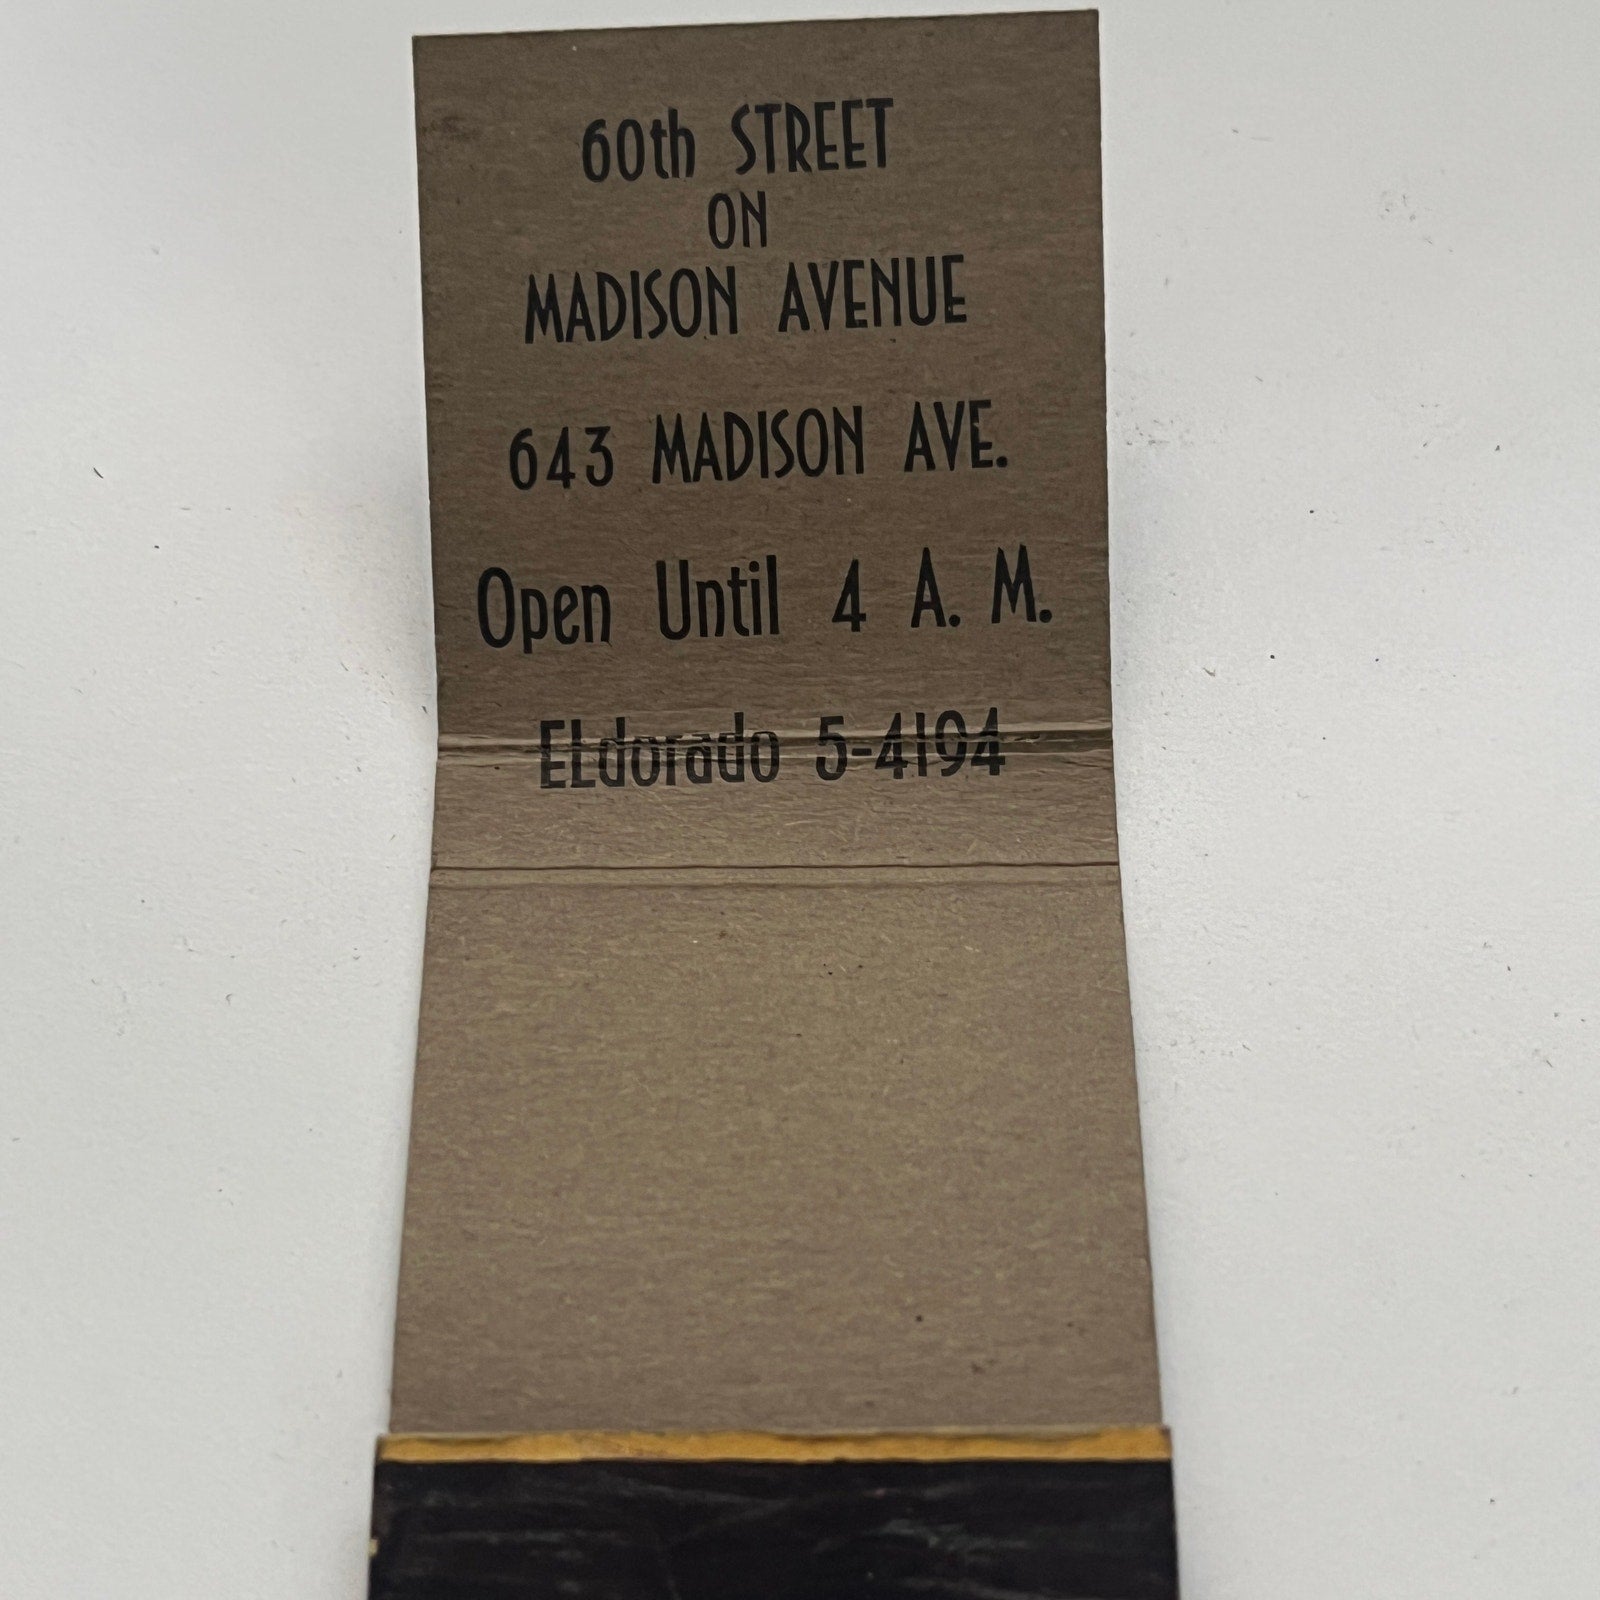 60th STREET
ON
MADISON AVENUE
643 MADISON AVE.
Open Until 4 A. M.
ELdorado 5-4194